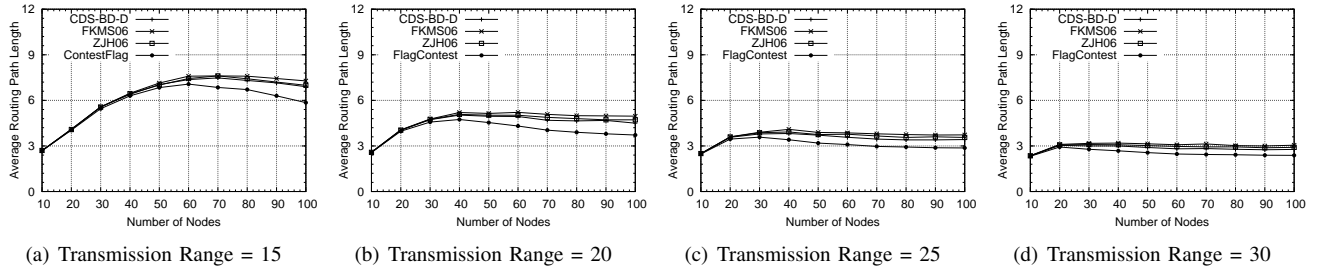 12
9
6
3
0
Average Routing Path Length
CDS-BD-D
FKMS06
ZJH06
ContestFlag
10 20 30 40 50 60 70 80 90 100
Number of Nodes
(a) Transmission Range = 15
12
9
6
3
0
Average Routing Path Length
CDS-BD-D
FKMS06
ZJH06
FlagContest
10 20 30 40 50 60 70 80 90 100
Number of Nodes
(b) Transmission Range = 20
12
9
6
3
0
Average Routing Path Length
CDS-BD-D
FKMS06
ZJH06
FlagContest
10 20 30 40 50 60 70 80 90 100
Number of Nodes
(c) Transmission Range = 25
12
9
6
3
0
Average Routing Path Length
CDS-BD-D
FKMS06
ZJH06
FlagContest
10 20 30 40 50 60 70 80 90 100
Number of Nodes
(d) Transmission Range = 30